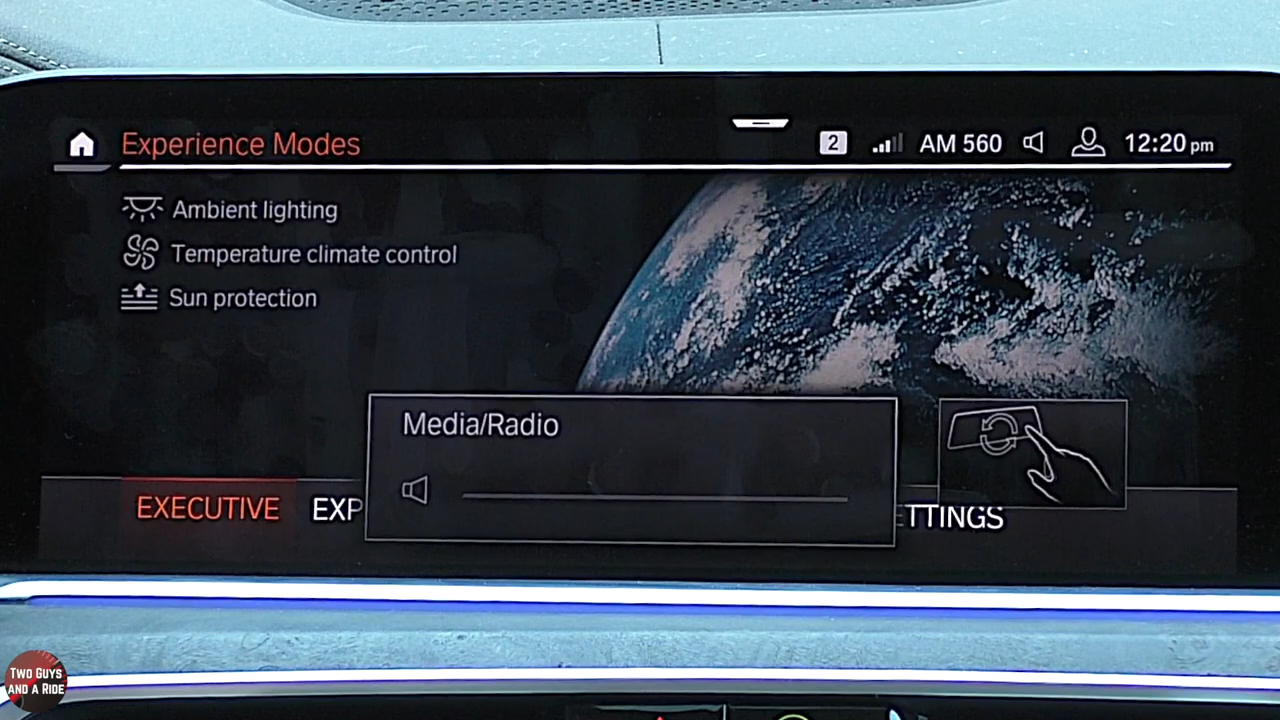 Experience Modes
2 AM 560 12:20 pm
Ambient lighting
Temperature climate control
Sun protection
Media/Radio
EXECUTIVE EXP TTINGS
TWO GUYS
AND A RIDE